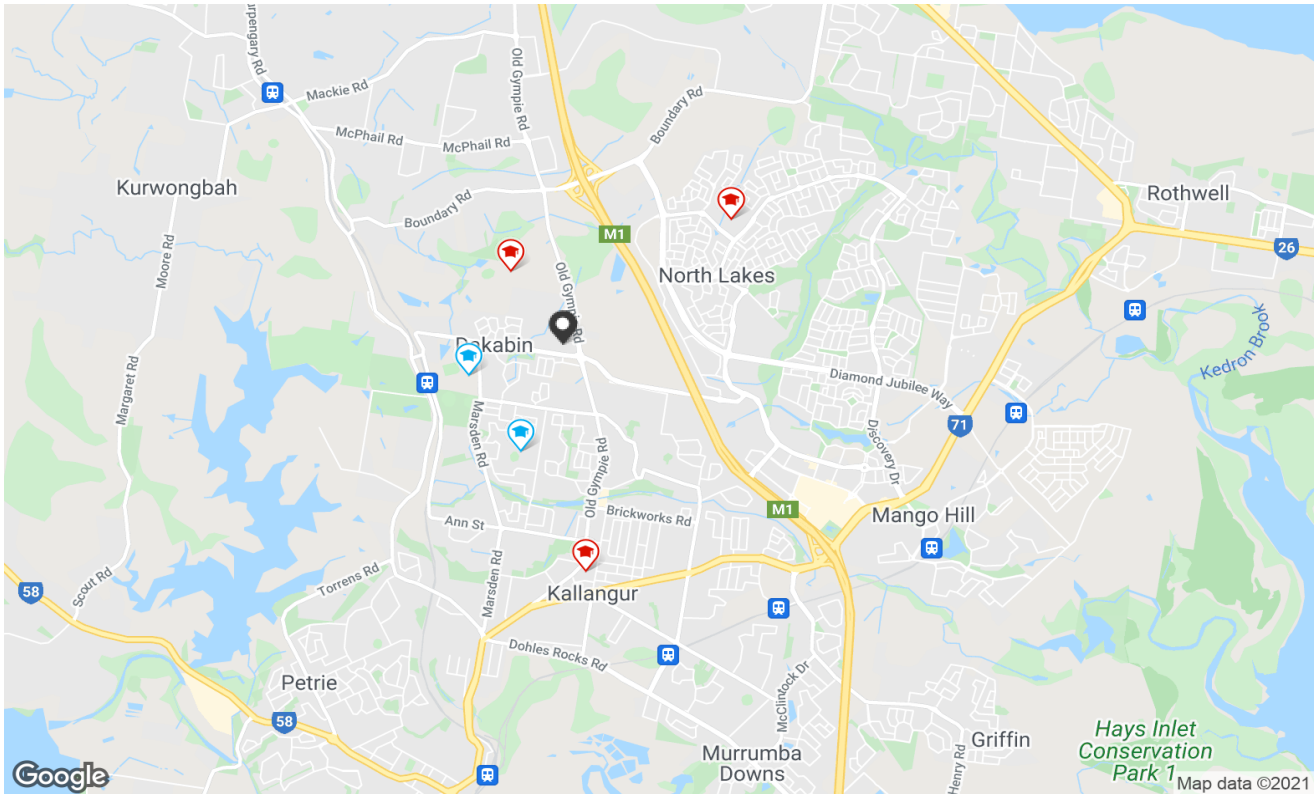 rpengary Rd
Old Gympie Rd
Mackie Rd
Boundary Rd
McPhail Rd
McPhail Rd
Kurwongbah
Rothwell
Boundary Rd
M1
26
Moore Rd
North Lakes
Old Gympie Rd
Kedron Brook
Dakabin
Margaret Rd
Diamond Jubilee Way
Marsden Rd
71
Discovery Dr
Old Gympie Rd
M1
Brickworks Rd
Mango Hill
Ann St
Scout Rd
58
Torrens Rd
Marsden Rd
Kallangur
Dohles Rocks Rd
Petrie
McClintock Dr
58
Murrumba
Downs
Henry Rd
Griffin
Hays Inlet
Conservation
Park 1
Google
Map data ©2021